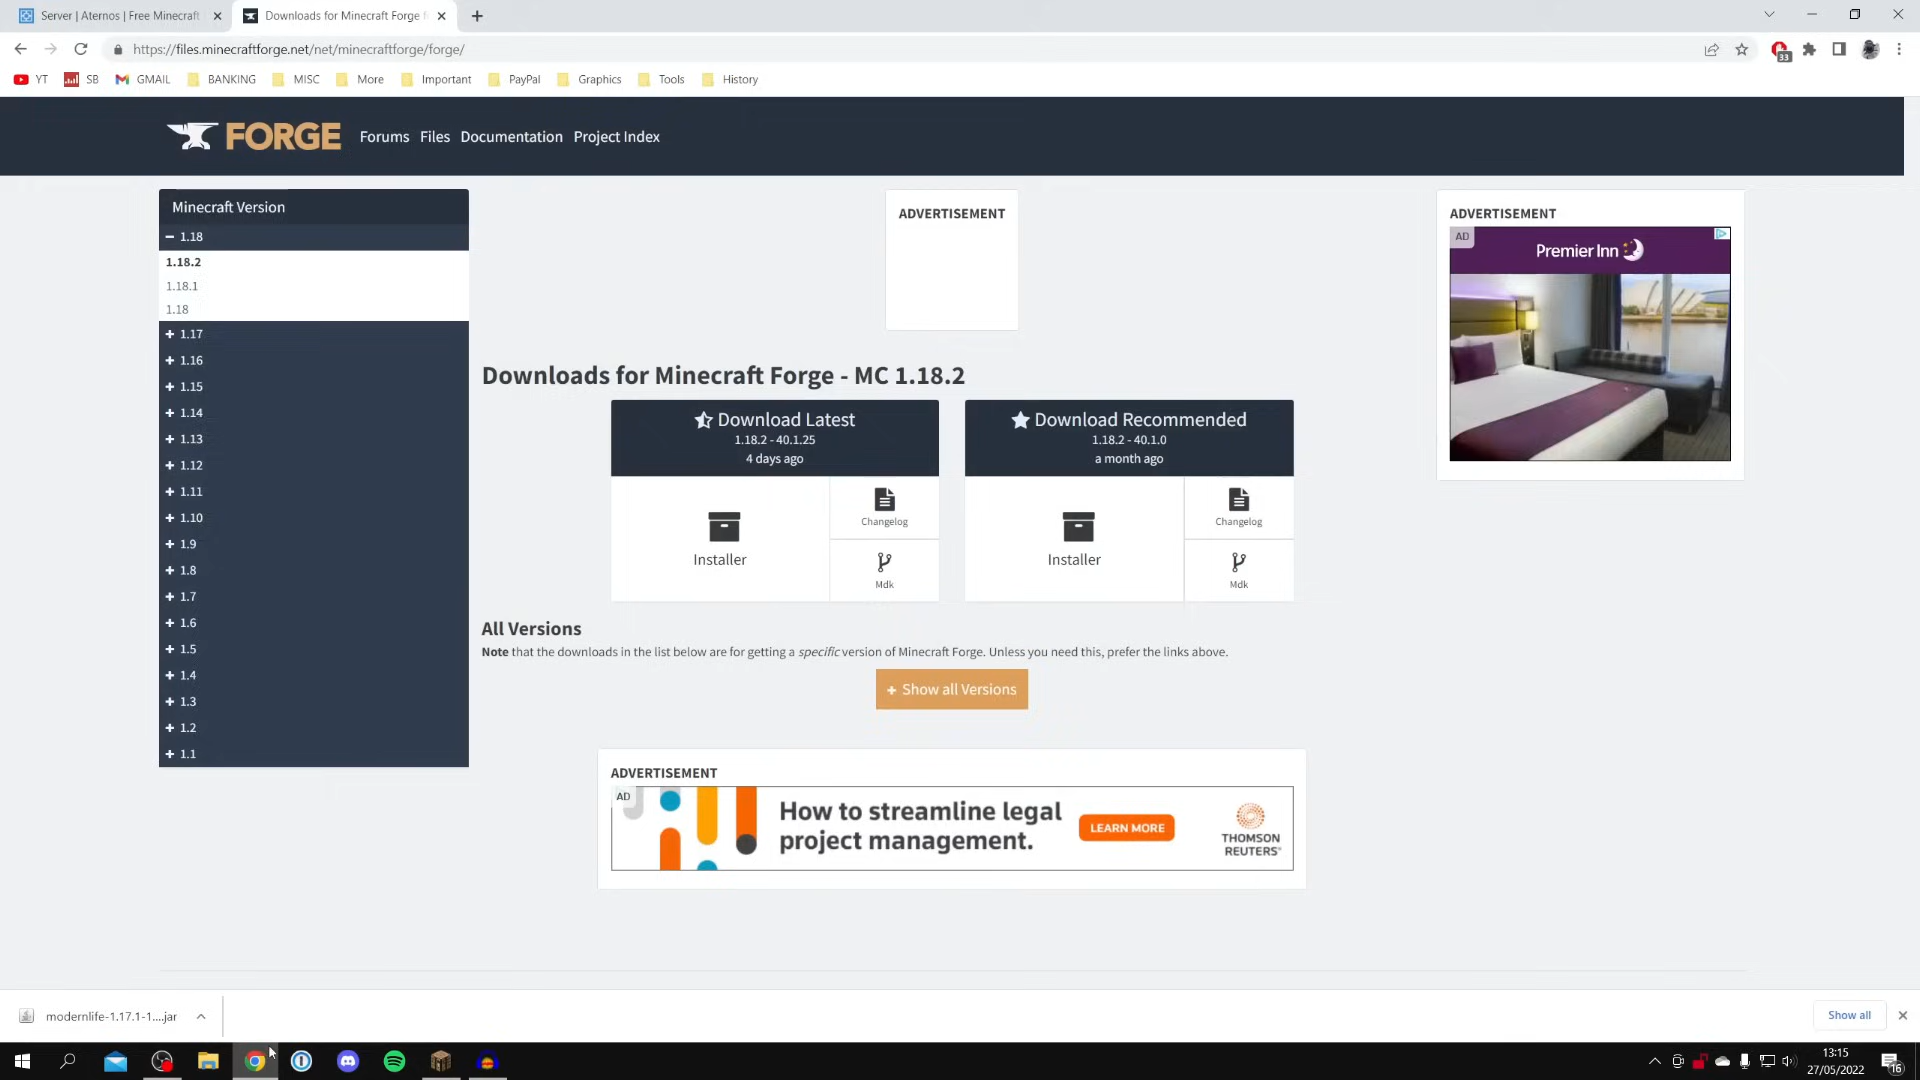 Server | Aternos | Free Minecraft
Downloads for Minecraft Forge f
https://files.minecraftforge.net/net/minecraftforge/forge/
33
YT
SB
GMAIL
BANKING
MISC
More
Important
PayPal
Graphics
Tools
History
FORGE
Forums
Files
Documentation
Project Index
Minecraft Version
1.18
1.18.2
1.18.1
1.18
1.17
1.16
1.15
1.14
1.13
1.12
1.11
1.10
1.9
1.8
1.7
1.6
1.5
1.4
1.3
1.2
1.1
ADVERTISEMENT
Downloads for Minecraft Forge - MC 1.18.2
Download Latest
1.18.2 - 40.1.25
4 days ago
Installer
Changelog
Mdk
Download Recommended
1.18.2 - 40.1.0
a month ago
Installer
Changelog
Mdk
All Versions
Note that the downloads in the list below are for getting a specific version of Minecraft Forge. Unless you need this, prefer the links above.
+ Show all Versions
ADVERTISEMENT
AD
How to streamline legal
project management.
LEARN MORE
THOMSON
REUTERS®
ADVERTISEMENT
AD
Premier Inn
modernlife-1.17.1-1....jar
Show all
13:15
27/05/2022
16